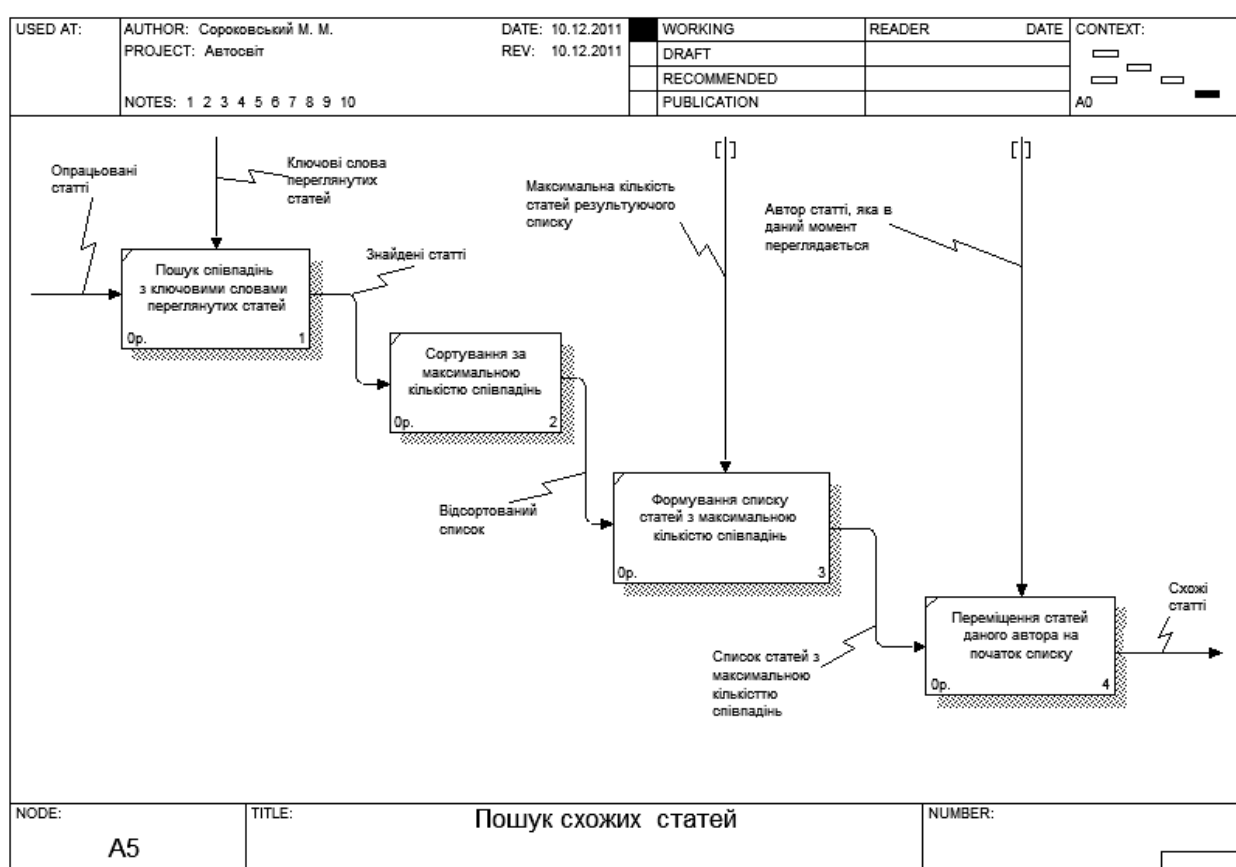 USED AT:
AUTHOR: Сороковський М. М.
DATE: 10.12.2011
PROJECT: Автосвіт
REV: 10.12.2011
NOTES: 1 2 3 4 5 6 7 8 9 10
WORKING
DRAFT
RECOMMENDED
PUBLICATION
READER
DATE
CONTEXT:
A0
Опрацьовані
статті
Ключові слова
переглянутих
статей
Максимальна кількість
статей результуючого
списку
Автор статті, яка в
даний момент
переглядається
Пошук співпадінь
з ключовими словами
переглянутих статей
0р.
1
Знайдені статті
Сортування за
максимальною
кількістю співпадінь
0р.
2
Відсортований
список
Формування списку
статей з максимальною
кількістю співпадінь
0р.
3
Список статей з
максимальною
кількісттю
співпадінь
Переміщення статей
даного автора на
початок списку
0р.
4
Схожі
статті
NODE:
A5
TITLE:
Пошук схожих статей
NUMBER: